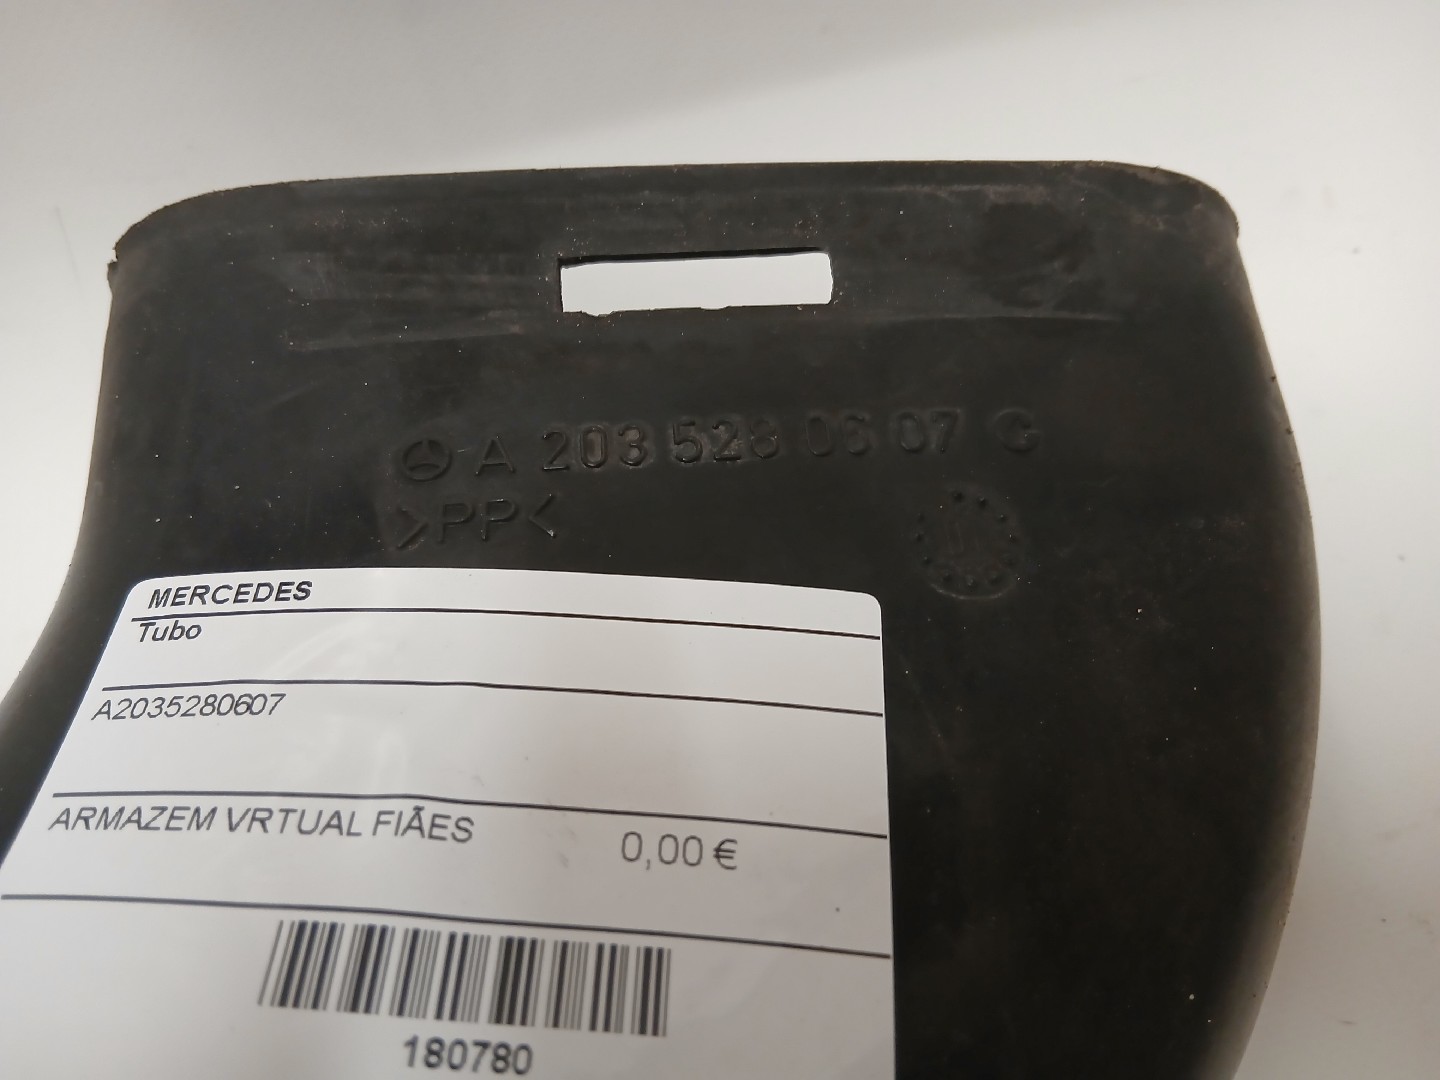 A 203 528 06 07 G
>PP<
MERCEDES
Tubo
A2035280607
ARMAZEM VRTUAL FIÃES
0,00 €
180780